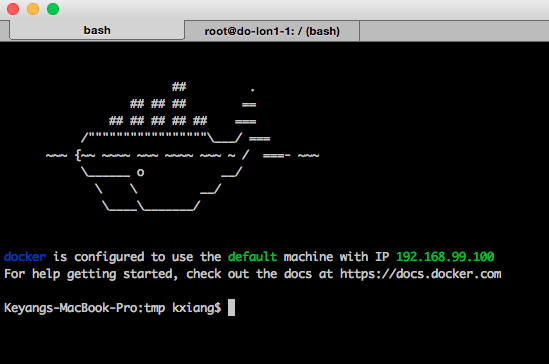 bash
root@do-lon1-1: / (bash)
                        ##         .
                  ## ## ##        ==
               ## ## ## ## ##    ===
           /"""""""""""""""""\___/ ===
      ~~~ {~~ ~~~~ ~~~ ~~~~ ~~~ ~ /  ===- ~~~
           \______ o           __/
             \    \         __/
              \____\_______/
docker is configured to use the default machine with IP 192.168.99.100
For help getting started, check out the docs at https://docs.docker.com
Keyangs-MacBook-Pro:tmp kxiang$